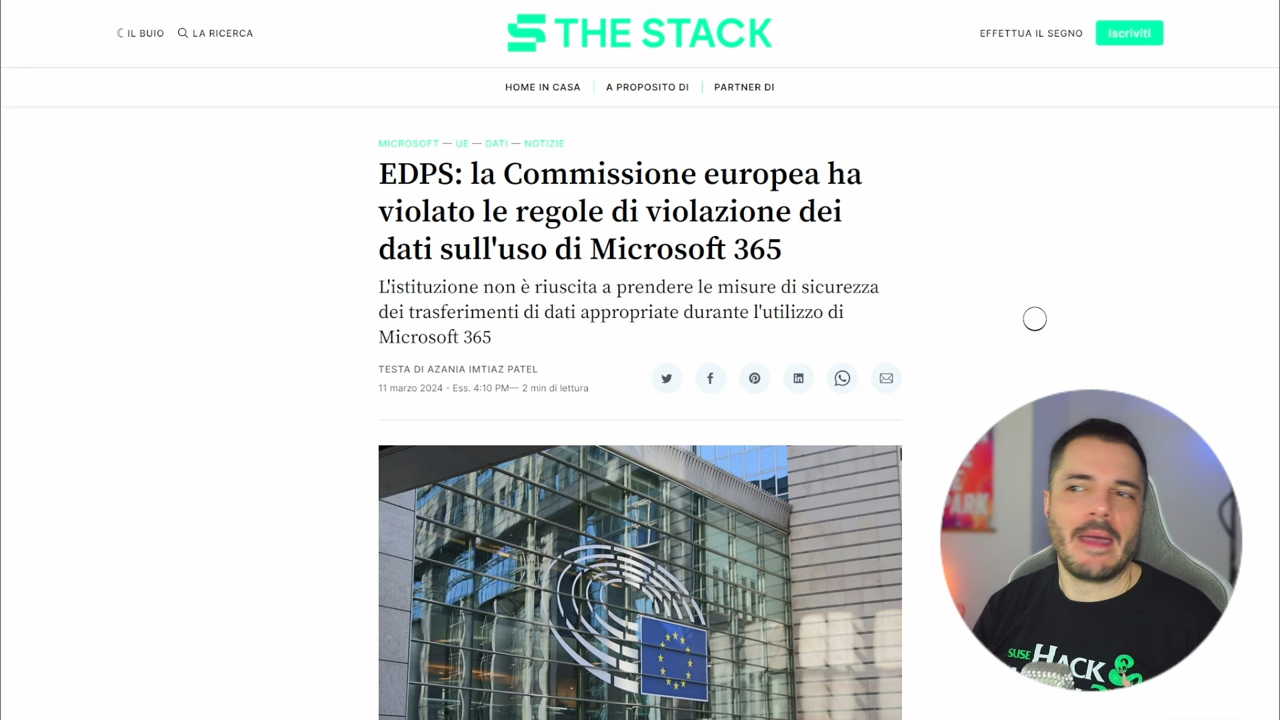 IL BUIO
LA RICERCA
THE STACK
EFFETTUA IL SEGNO
Iscriviti
HOME IN CASA
A PROPOSITO DI
PARTNER DI
MICROSOFT — UE — DATI — NOTIZIE
EDPS: la Commissione europea ha
violato le regole di violazione dei
dati sull'uso di Microsoft 365
L'istituzione non è riuscita a prendere le misure di sicurezza
dei trasferimenti di dati appropriate durante l'utilizzo di
Microsoft 365
TESTA DI AZANIA IMTIAZ PATEL
11 marzo 2024 - Ess. 4:10 PM— 2 min di lettura
PARK
SUSE HACK